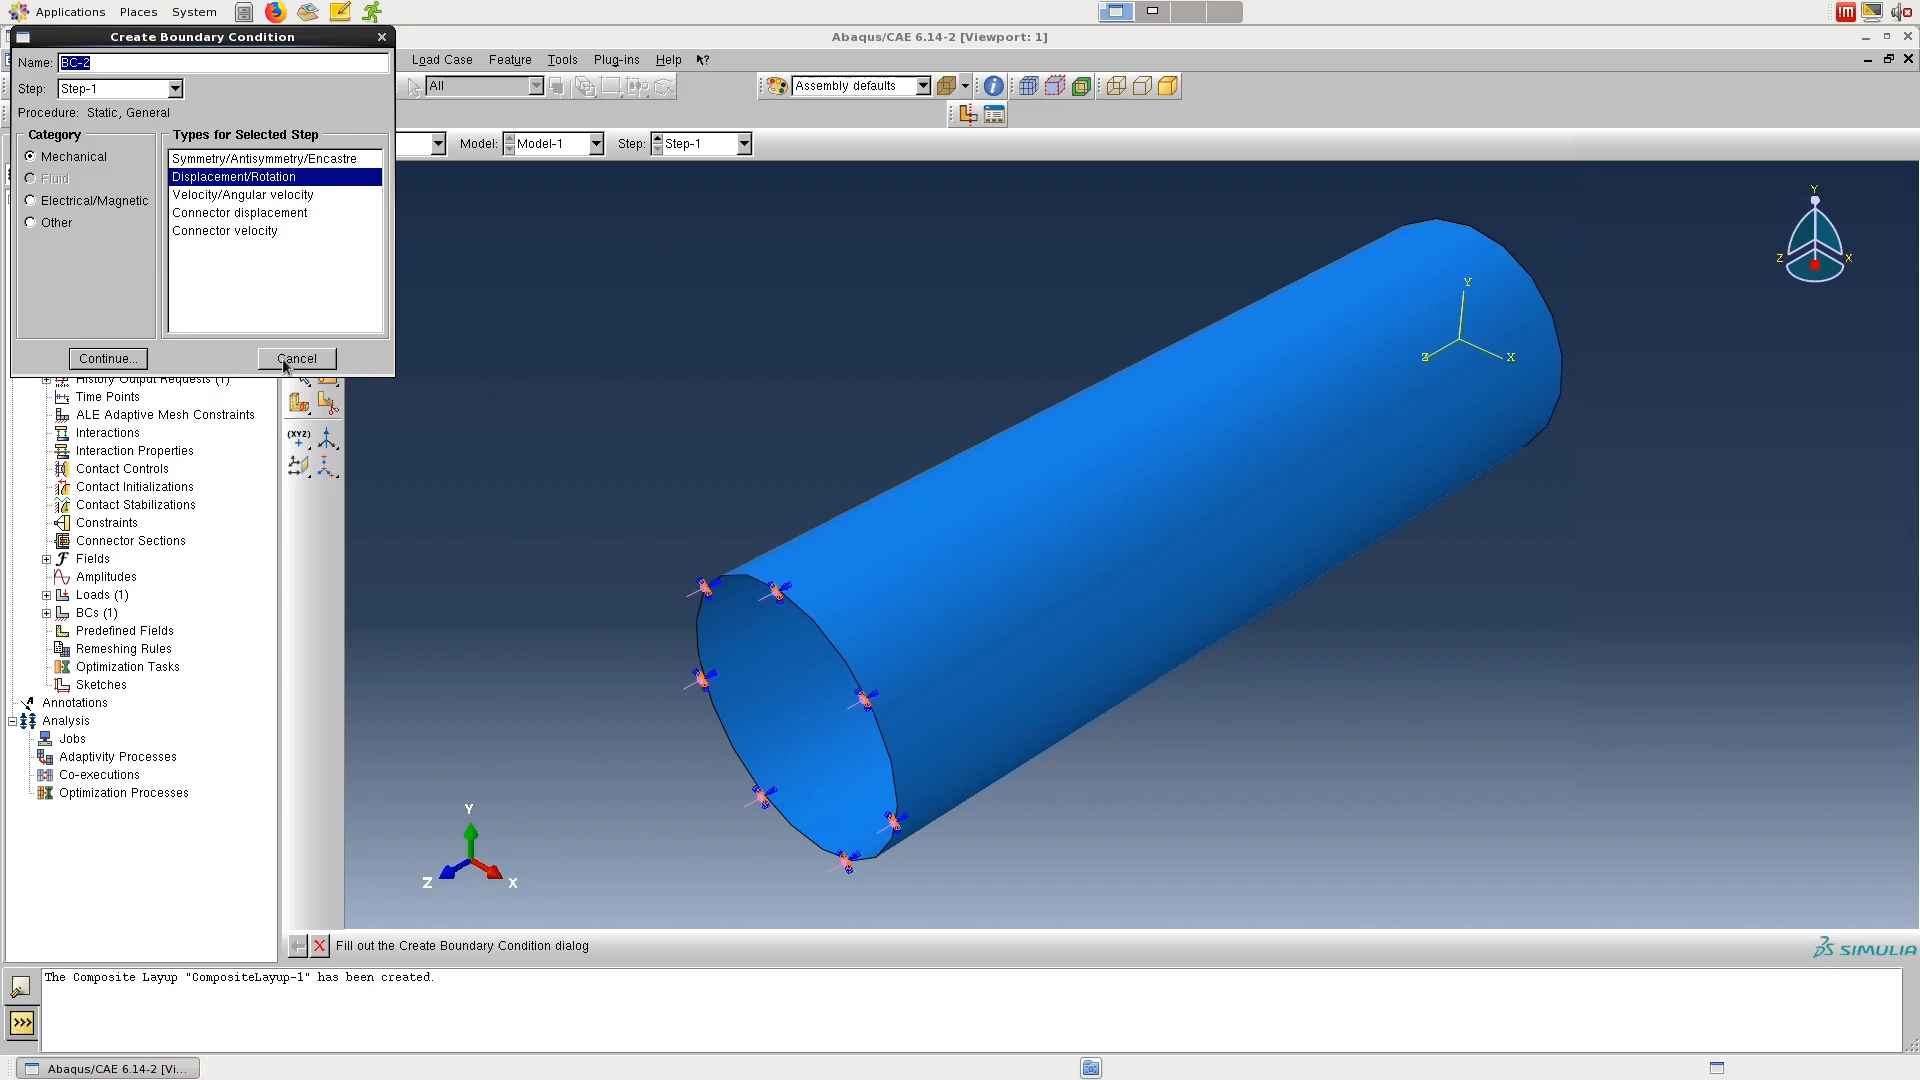 Applications Places System
Create Boundary Condition
Abaqus/CAE 6.14-2 [Viewport: 1]
Name: BC-2
Load Case Feature Tools Plug-ins Help
Step: Step-1
All
Assembly defaults
Procedure: Static, General
Category
Types for Selected Step
Model: Model-1 Step: Step-1
Mechanical
Fluid
Electrical/Magnetic
Other
Symmetry/Antisymmetry/Encastre
Displacement/Rotation
Velocity/Angular velocity
Connector displacement
Connector velocity
Continue...
Cancel
History Output Requests (1)
Time Points
ALE Adaptive Mesh Constraints
Interactions
Interaction Properties
Contact Controls
Contact Initializations
Contact Stabilizations
Constraints
Connector Sections
Fields
Amplitudes
Loads (1)
BCs (1)
Predefined Fields
Remeshing Rules
Optimization Tasks
Sketches
Annotations
Analysis
Jobs
Adaptivity Processes
Co-executions
Optimization Processes
(XYZ)
Y
Z
X
Y
Z
X
Y
Z
X
Fill out the Create Boundary Condition dialog
SIMULIA
The Composite Layup "CompositeLayup-1" has been created.
>>>
Abaqus/CAE 6.14-2 [Vi...